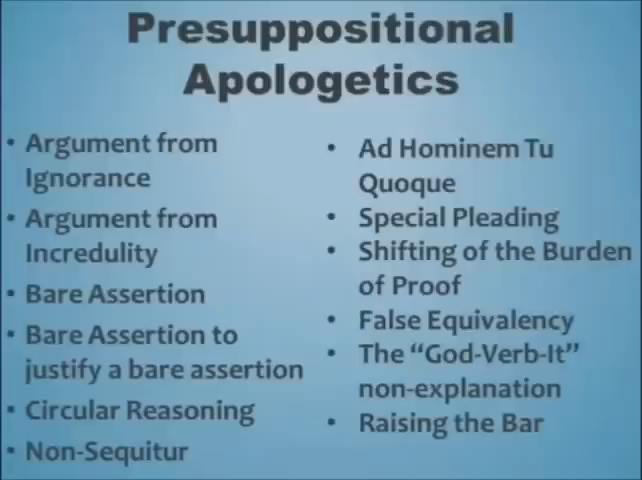 Presuppositional
Apologetics
• Argument from
Ignorance
• Argument from
Incredulity
• Bare Assertion
• Bare Assertion to
justify a bare assertion
• Circular Reasoning
• Non-Sequitur
• Ad Hominem Tu
Quoque
• Special Pleading
• Shifting of the Burden
of Proof
• False Equivalency
• The “God-Verb-It”
non-explanation
• Raising the Bar